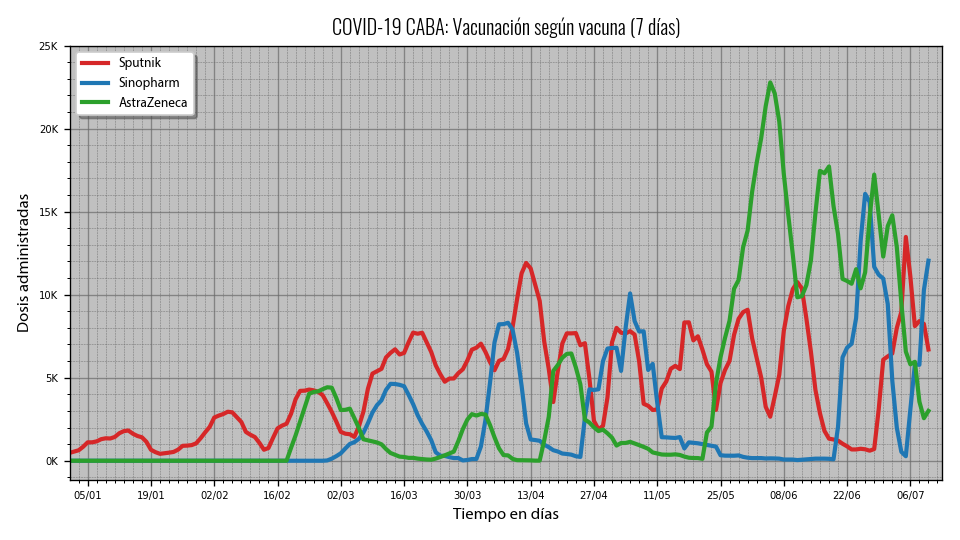 COVID-19 CABA: Vacunación según vacuna (7 días)
Sputnik
Sinopharm
AstraZeneca
25K
20K
15K
10K
5K
0K
Dosis administradas
05/01 19/01 02/02 16/02 02/03 16/03 30/03 13/04 27/04 11/05 25/05 08/06 22/06 06/07
Tiempo en días